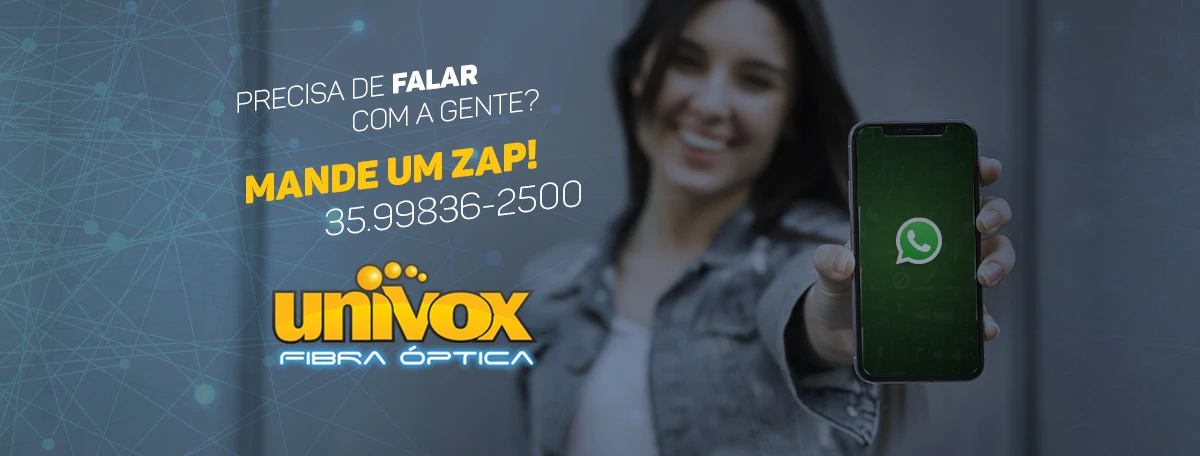 PRECISA DE FALAR
COM A GENTE?
MANDE UM ZAP!
35.99836-2500
univox
FIBRA ÓPTICA